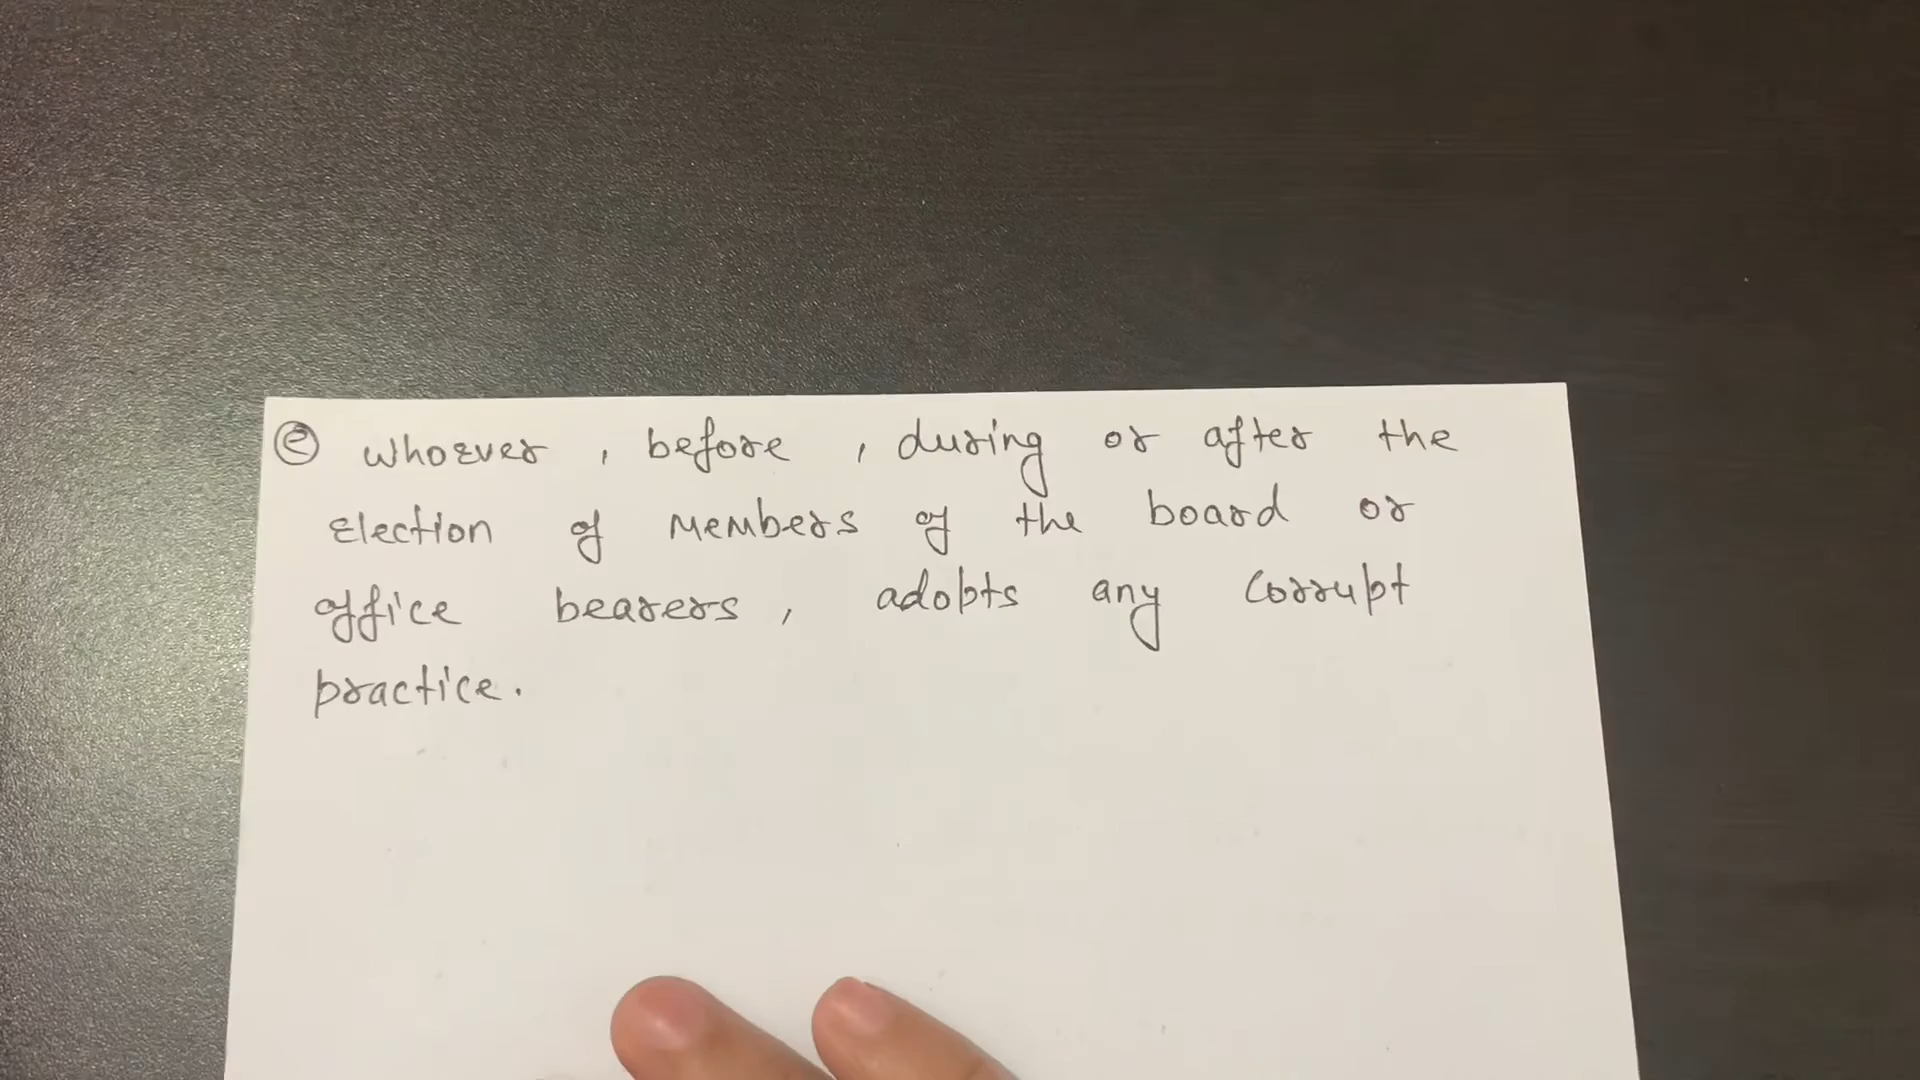 ⓔ whoever , before , during or after the
election of members of the board or
office bearers , adopts any corrupt
practice .